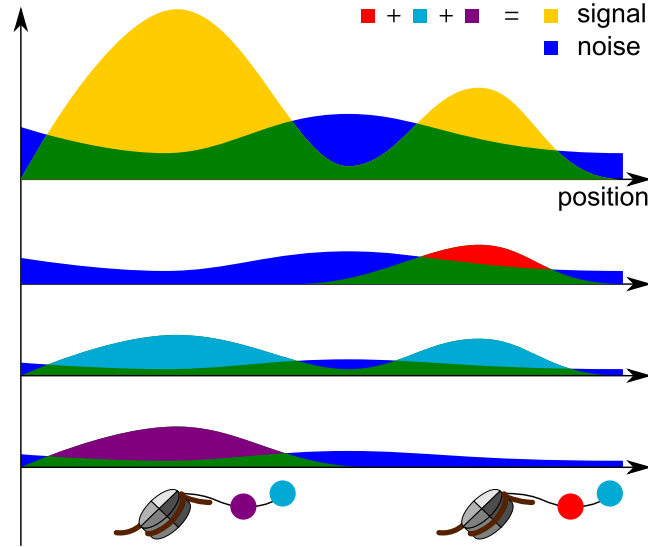 + + = signal
noise
position